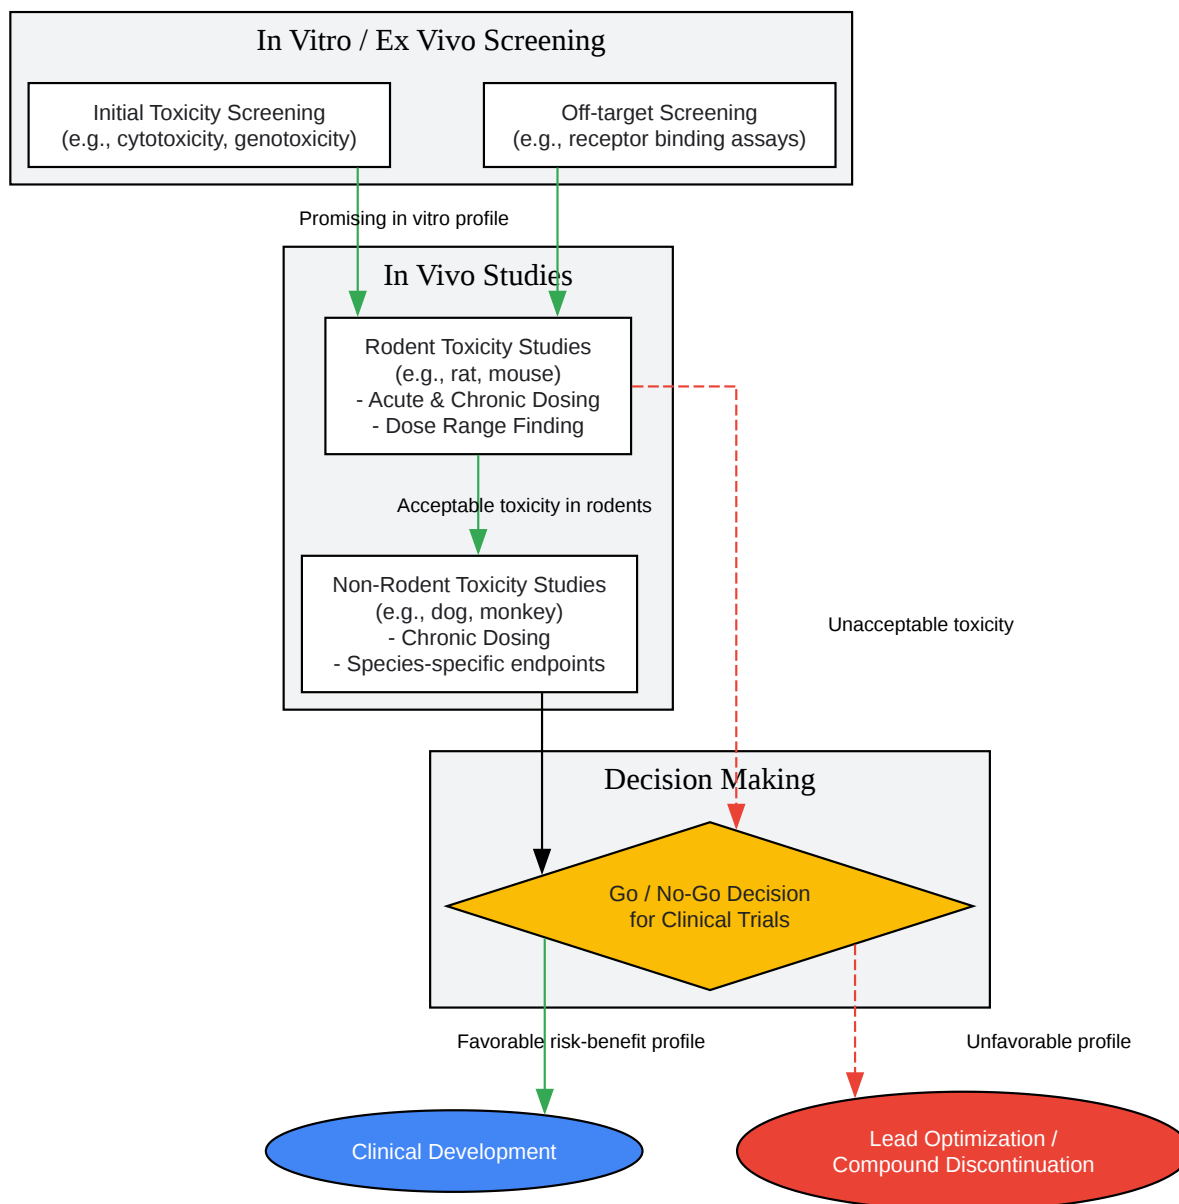 In Vitro / Ex Vivo Screening
Initial Toxicity Screening
(e.g., cytotoxicity, genotoxicity)
Off-target Screening
(e.g., receptor binding assays)
Promising in vitro profile
In Vivo Studies
Rodent Toxicity Studies
(e.g., rat, mouse)
- Acute & Chronic Dosing
- Dose Range Finding
Acceptable toxicity in rodents
Non-Rodent Toxicity Studies
(e.g., dog, monkey)
- Chronic Dosing
- Species-specific endpoints
Unacceptable toxicity
Decision Making
Go / No-Go Decision
for Clinical Trials
Favorable risk-benefit profile
Unfavorable profile
Clinical Development
Lead Optimization /
Compound Discontinuation